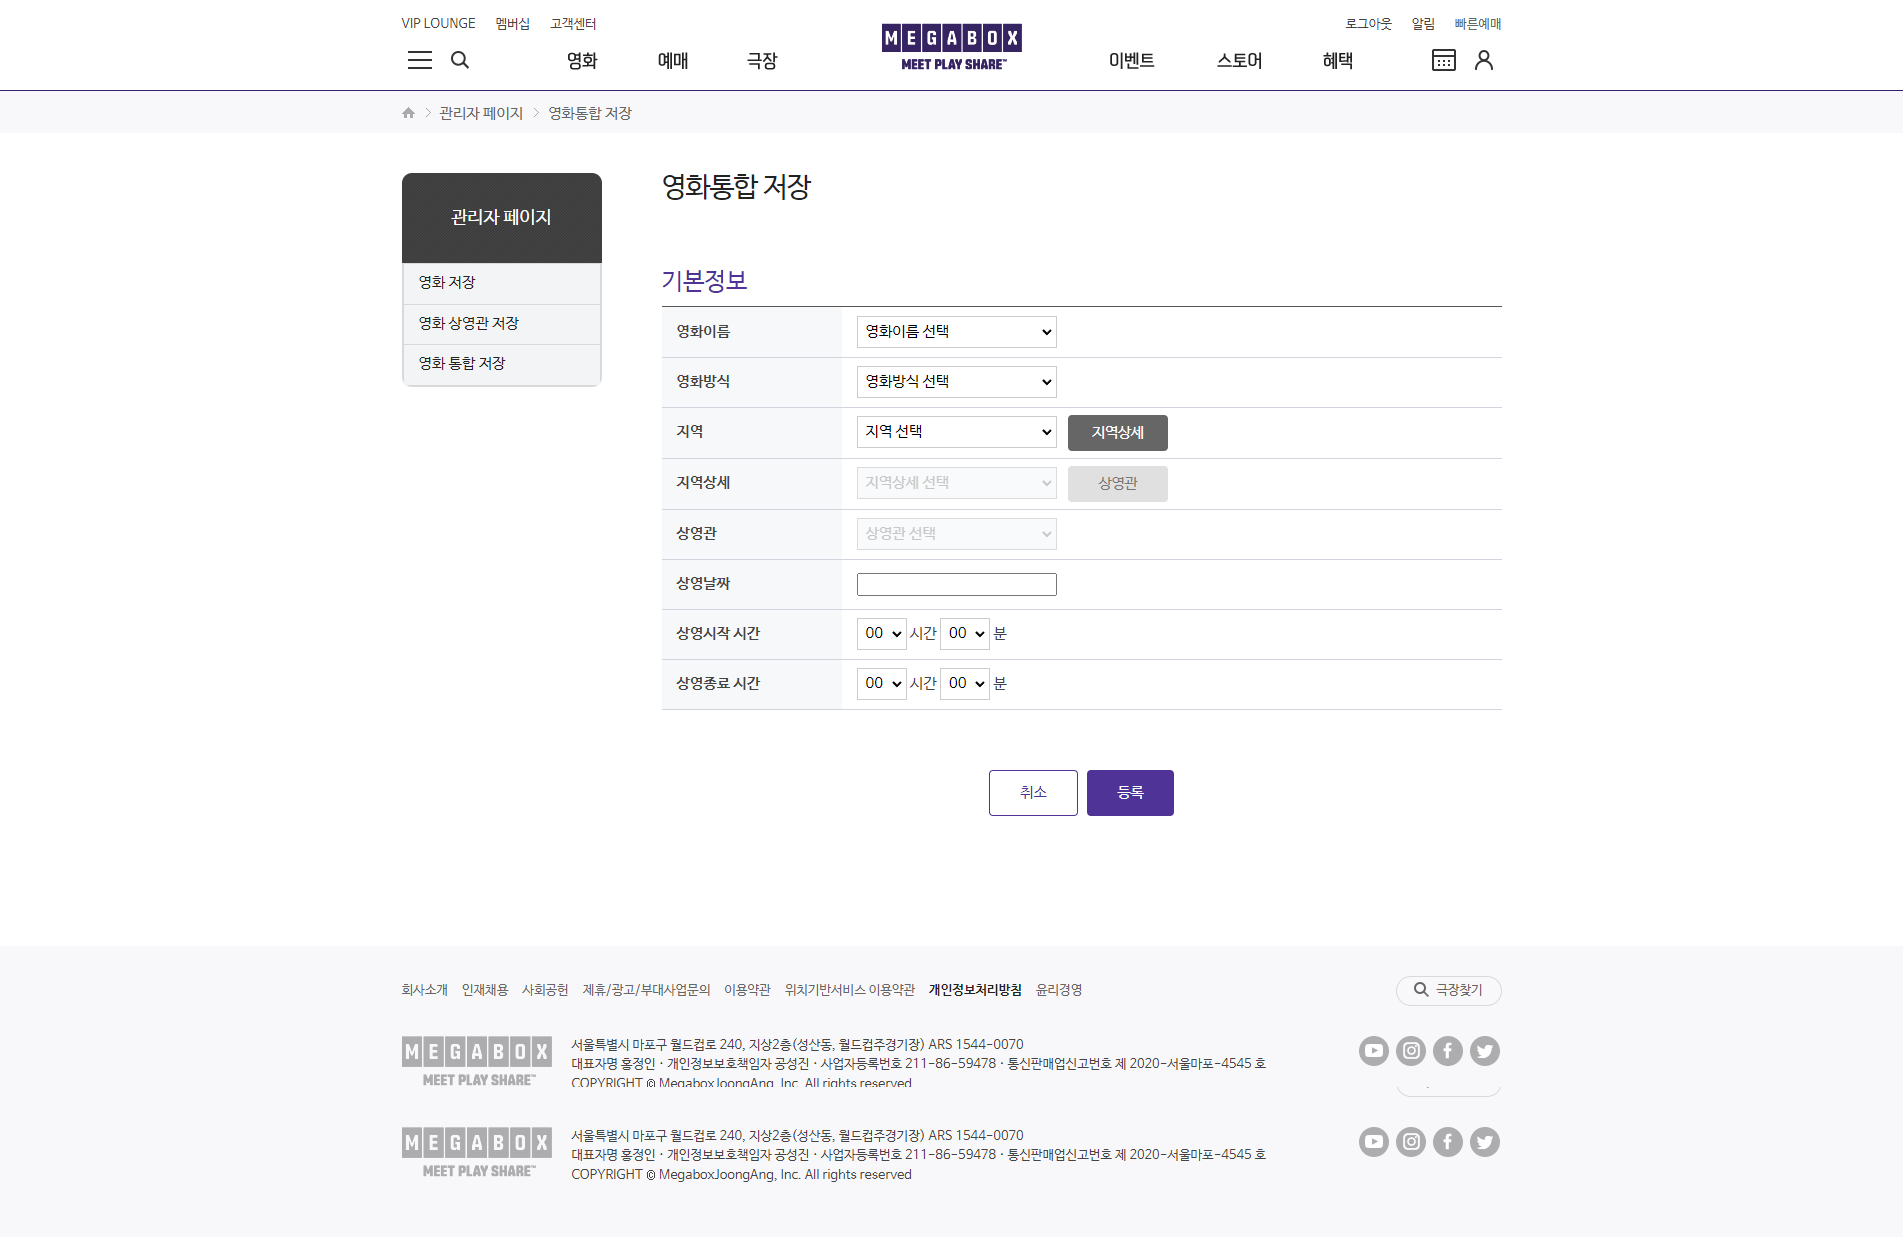 VIP LOUNGE 멤버십 고객센터
로그아웃 알림 빠른예매
영화 예매 극장
MEGABOX
MEET PLAY SHARE™
이벤트 스토어 혜택
관리자 페이지 영화통합 저장
관리자 페이지
영화 저장
영화 상영관 저장
영화 통합 저장
영화통합 저장
기본정보
영화이름 영화이름 선택
영화방식 영화방식 선택
지역 지역 선택 지역상세
지역상세 지역상세 선택 상영관
상영관 상영관 선택
상영날짜
상영시작 시간 00 시간 00 분
상영종료 시간 00 시간 00 분
취소 등록
회사소개 인재채용 사회공헌 제휴/광고/부대사업문의 이용약관 위치기반서비스 이용약관 개인정보처리방침 윤리경영
극장찾기
MEGABOX
MEET PLAY SHARE™
서울특별시 마포구 월드컵로 240, 지상2층(성산동, 월드컵주경기장) ARS 1544-0070
대표자명 홍정인 · 개인정보보호책임자 공성진 · 사업자등록번호 211-86-59478 · 통신판매업신고번호 제 2020-서울마포-4545 호
COPYRIGHT © MegaboxJoongAng, Inc. All rights reserved
MEGABOX
MEET PLAY SHARE™
서울특별시 마포구 월드컵로 240, 지상2층(성산동, 월드컵주경기장) ARS 1544-0070
대표자명 홍정인 · 개인정보보호책임자 공성진 · 사업자등록번호 211-86-59478 · 통신판매업신고번호 제 2020-서울마포-4545 호
COPYRIGHT © MegaboxJoongAng, Inc. All rights reserved